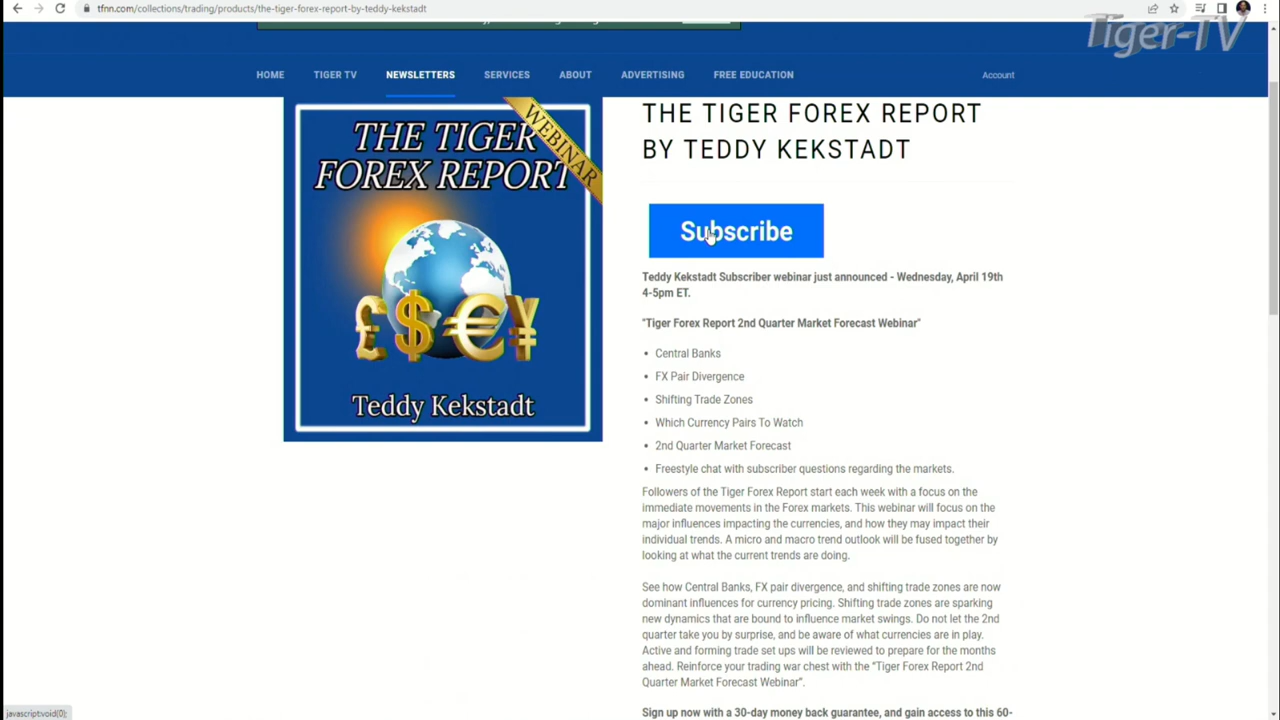 tfnn.com/collections/trading/products/the-tiger-forex-report-by-teddy-kekstadt
Tiger-TV
HOME TIGER TV NEWSLETTERS SERVICES ABOUT ADVERTISING FREE EDUCATION Account
THE TIGER
FOREX REPORT
WEBINAR
£ $ € ¥
Teddy Kekstadt
THE TIGER FOREX REPORT
BY TEDDY KEKSTADT
Subscribe
Teddy Kekstadt Subscriber webinar just announced - Wednesday, April 19th
4-5pm ET.
"Tiger Forex Report 2nd Quarter Market Forecast Webinar"
• Central Banks
• FX Pair Divergence
• Shifting Trade Zones
• Which Currency Pairs To Watch
• 2nd Quarter Market Forecast
• Freestyle chat with subscriber questions regarding the markets.
Followers of the Tiger Forex Report start each week with a focus on the
immediate movements in the Forex markets. This webinar will focus on the
major influences impacting the currencies, and how they may impact their
individual trends. A micro and macro trend outlook will be fused together by
looking at what the current trends are doing.
See how Central Banks, FX pair divergence, and shifting trade zones are now
dominant influences for currency pricing. Shifting trade zones are sparking
new dynamics that are bound to influence market swings. Do not let the 2nd
quarter take you by surprise, and be aware of what currencies are in play.
Active and forming trade set ups will be reviewed to prepare for the months
ahead. Reinforce your trading war chest with the “Tiger Forex Report 2nd
Quarter Market Forecast Webinar”.
Sign up now with a 30-day money back guarantee, and gain access to this 60-
javascript:void(0);